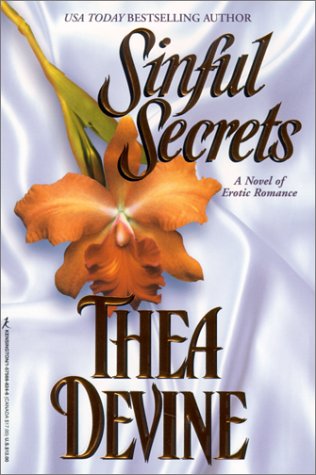 USA TODAY BESTSELLING AUTHOR
Sinful
Secrets
A Novel of
Erotic Romance
THEA
DEVINE